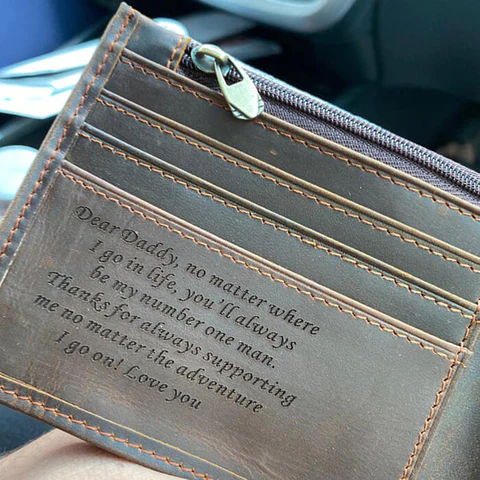 Dear Daddy, no matter where
I go in life, you'll always
be my number one man.
Thanks for always supporting
me no matter the adventure
I go on! Love you